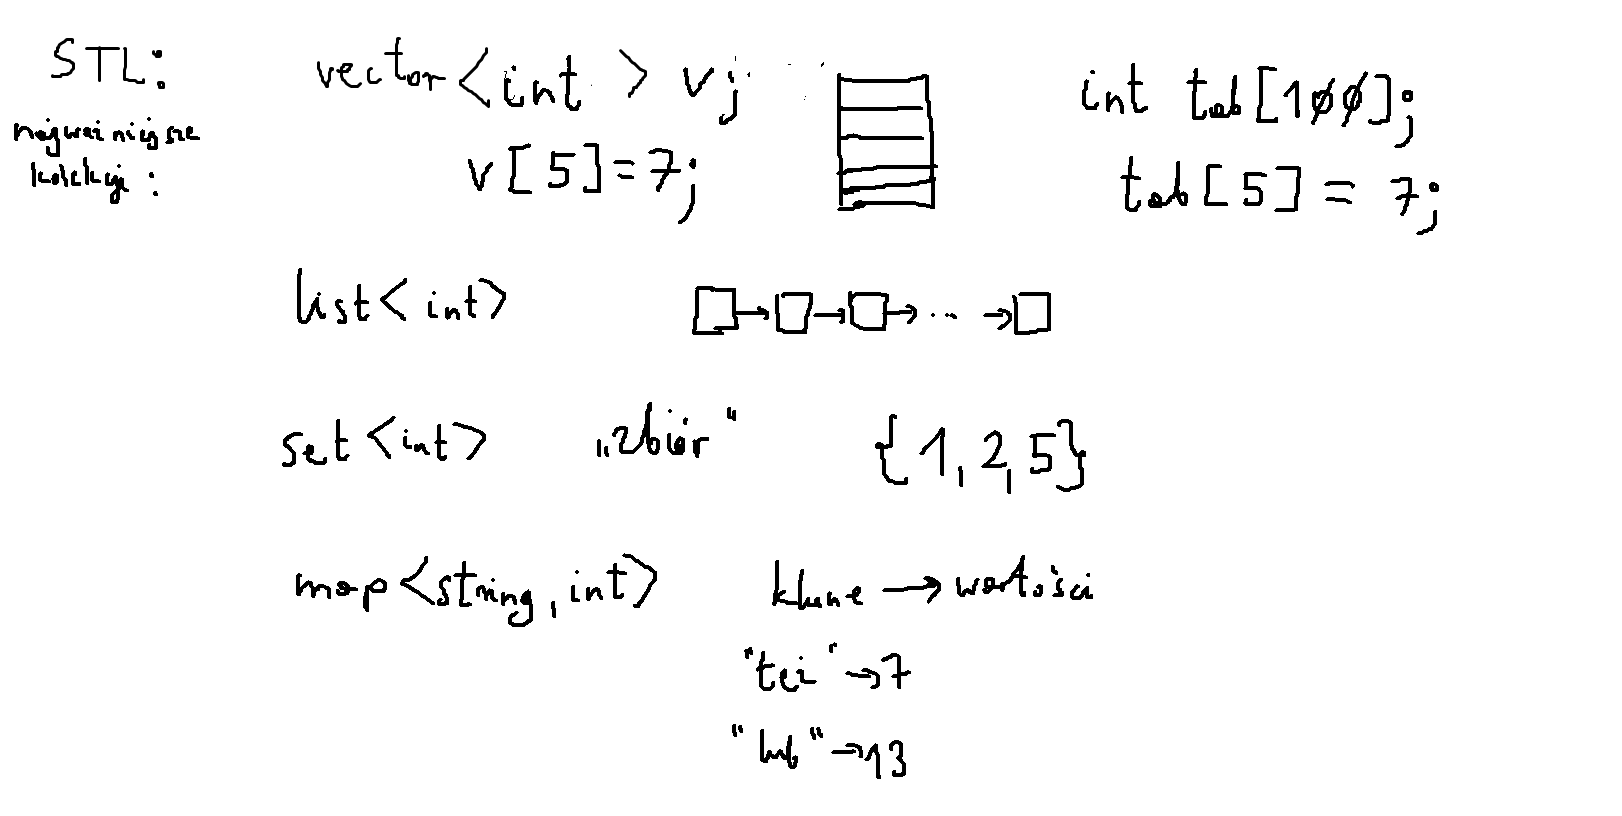 STL:
najważniejsze
kolekcje:
vector<int> v;
v[5]=7;
int tab[100];
tab[5] = 7;
list<int>
...
set<int> „zbiór" {1,2,5}
map<string, int> klucze → wartości
"też" → 7
"lub" → 13